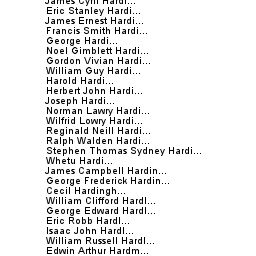 James Cyril Hardi...
Eric Stanley Hardi...
James Ernest Hardi...
Francis Smith Hardi...
George Hardi...
Noel Gimblett Hardi...
Gordon Vivian Hardi...
William Guy Hardi...
Harold Hardi...
Herbert John Hardi...
Joseph Hardi...
Norman Lawry Hardi...
Wilfrid Lowry Hardi...
Reginald Neill Hardi...
Ralph Walden Hardi...
Stephen Thomas Sydney Hardi...
Whetu Hardi...
James Campbell Hardin...
George Frederick Hardin...
Cecil Hardingh...
William Clifford Hardl...
George Edward Hardl...
Eric Robb Hardl...
Isaac John Hardl...
William Russell Hardl...
Edwin Arthur Hardm...